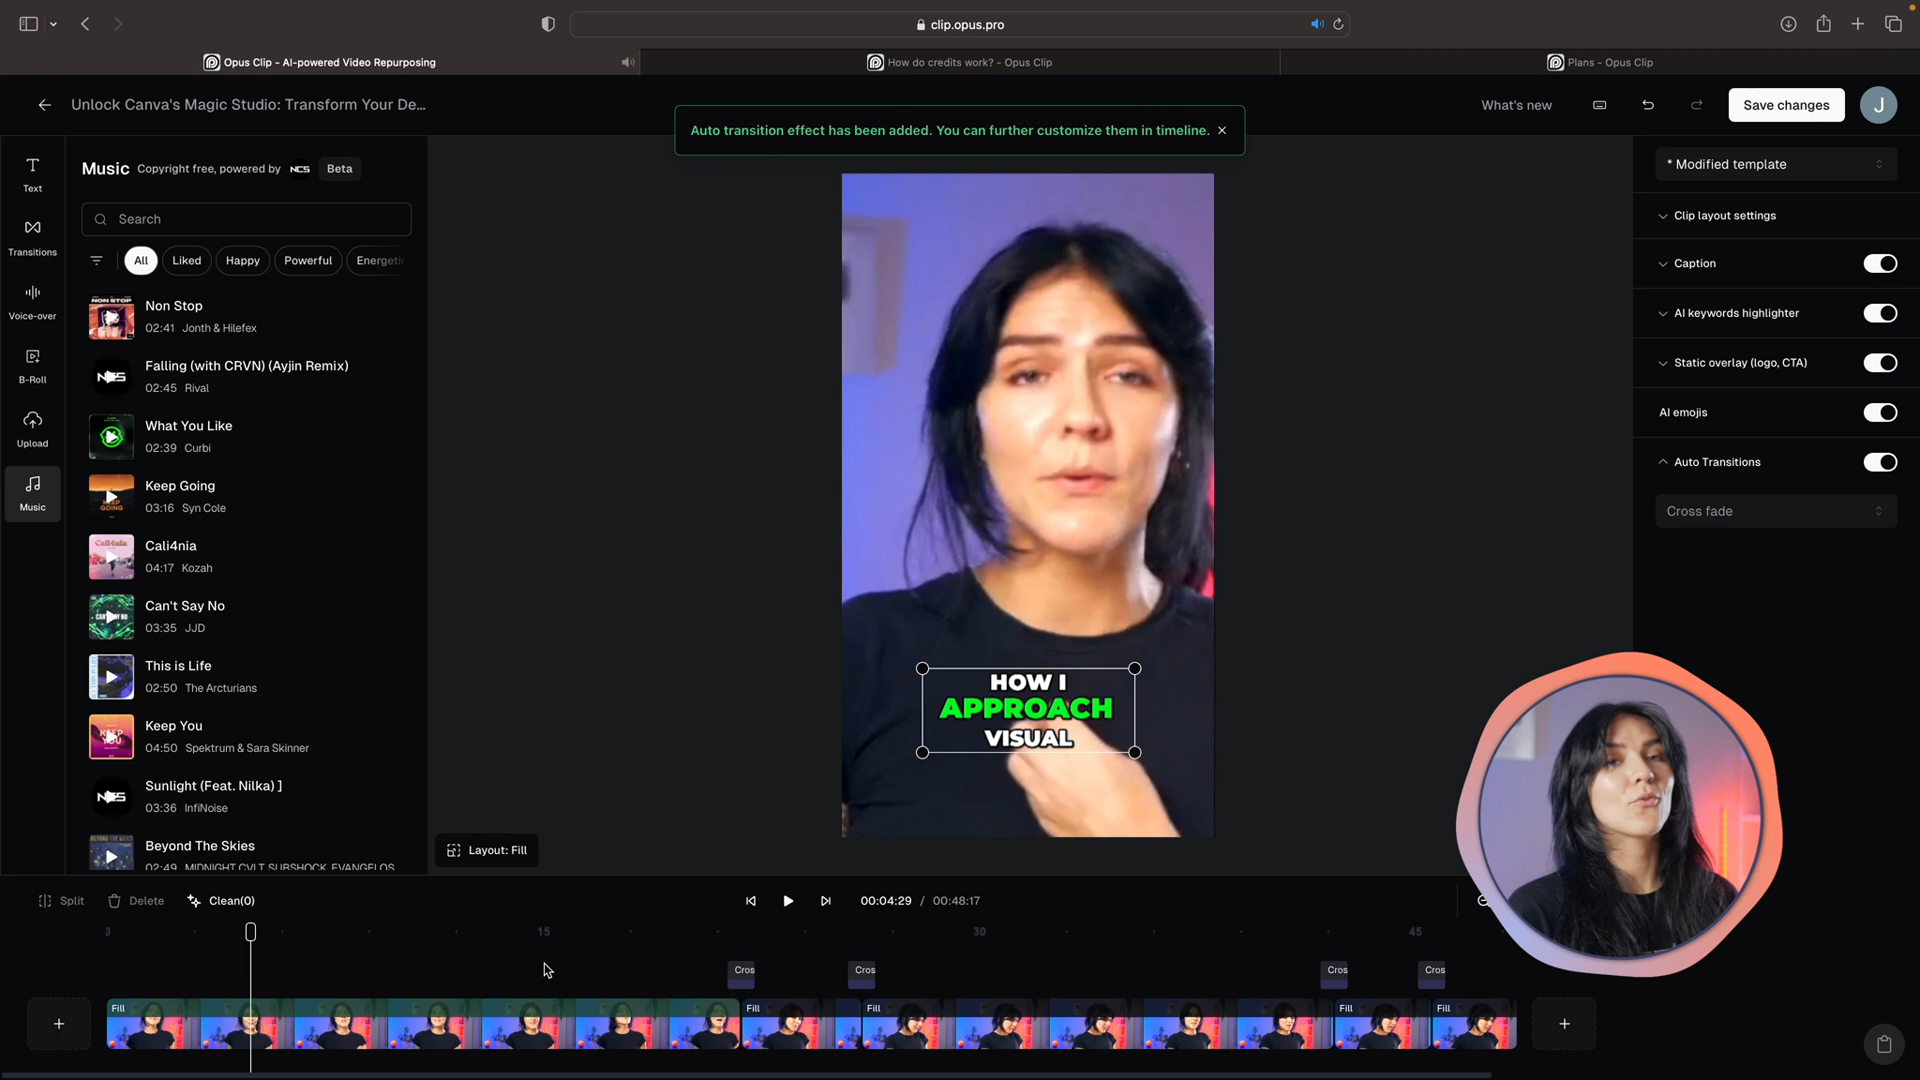 clip.opus.pro
Opus Clip - AI-powered Video Repurposing
How do credits work? - Opus Clip
Plans - Opus Clip
Unlock Canva's Magic Studio: Transform Your De...
What's new
Save changes
J
Auto transition effect has been added. You can further customize them in timeline.
Text
Transitions
Voice-over
B-Roll
Upload
Music
Music Copyright free, powered by NCS Beta
Search
All Liked Happy Powerful Energeti
Non Stop
02:41 Jonth & Hilefex
Falling (with CRVN) (Ayjin Remix)
02:45 Rival
What You Like
02:39 Curbi
Keep Going
03:16 Syn Cole
Cali4nia
04:17 Kozah
Can't Say No
03:35 JJD
This is Life
02:50 The Arcturians
Keep You
04:50 Spektrum & Sara Skinner
Sunlight (Feat. Nilka) ]
03:36 InfiNoise
Beyond The Skies
02:49 MIDNIGHT CVLT, SUBSHOCK, EVANGELOS
HOW I
APPROACH
VISUAL
Layout: Fill
* Modified template
Clip layout settings
Caption
AI keywords highlighter
Static overlay (logo, CTA)
AI emojis
Auto Transitions
Cross fade
Split Delete Clean(0)
00:04:29 / 00:48:17
0 15 30 45
Cros Cros Cros Cros
Fill Fill Fill Fill Fill